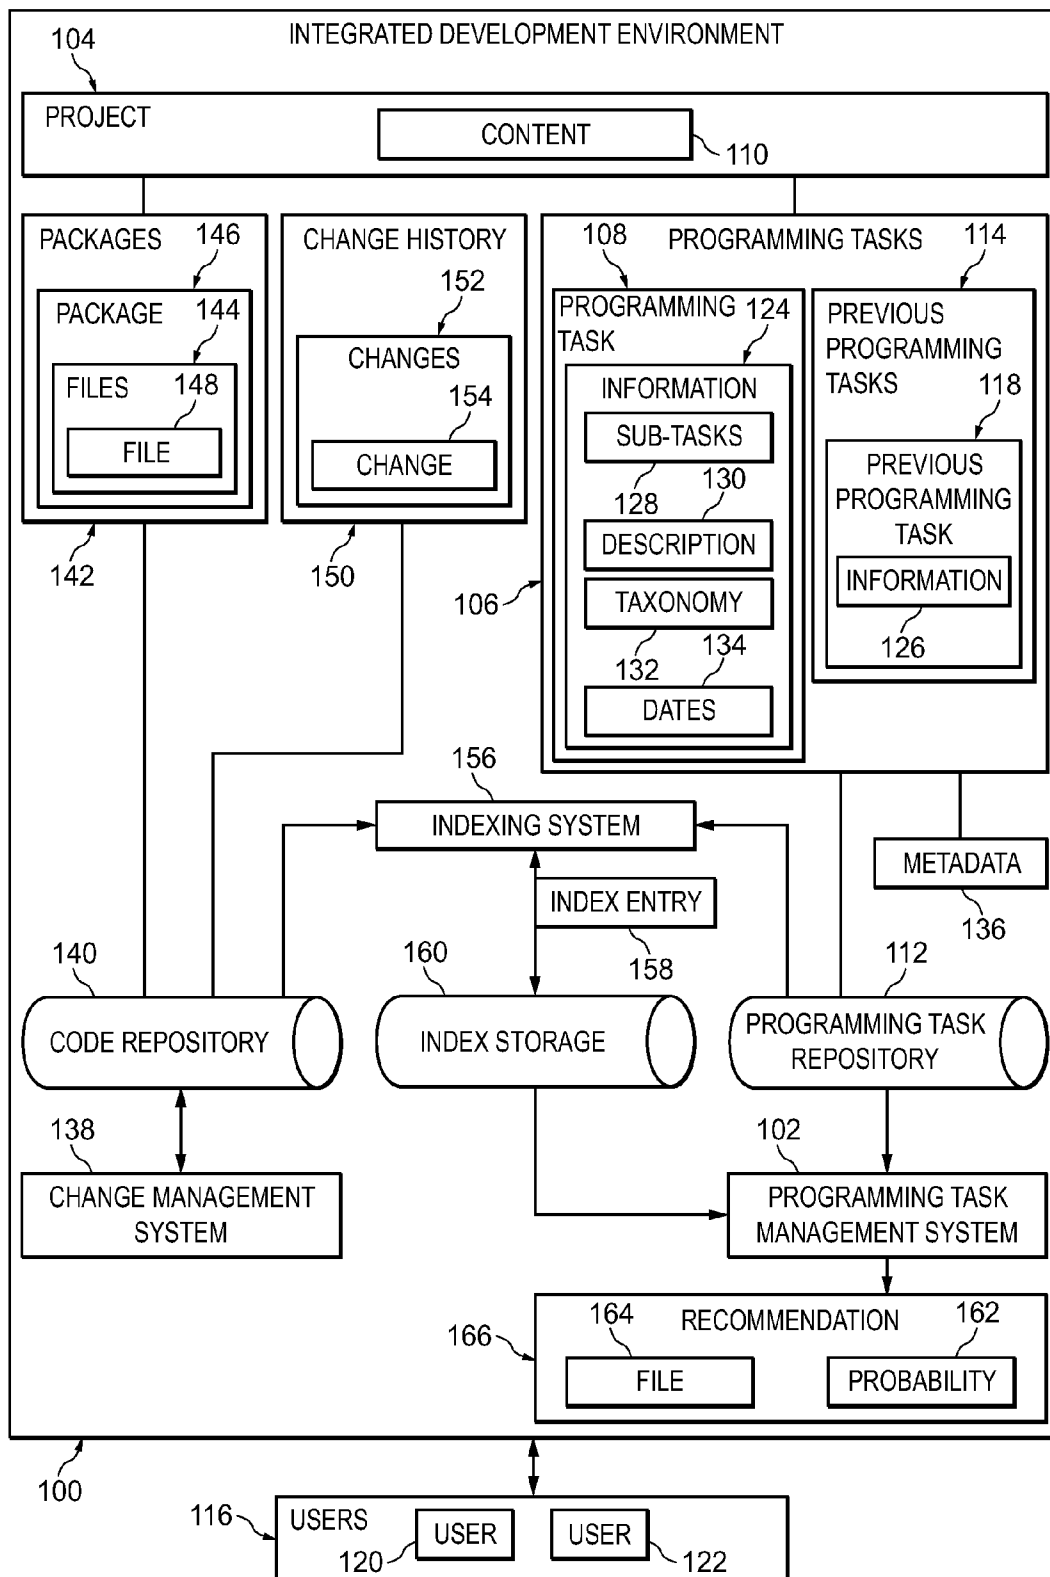 INTEGRATED DEVELOPMENT ENVIRONMENT
104
PROJECT
CONTENT
110
PACKAGES
146
PACKAGE
144
FILES
148
FILE
142
CHANGE HISTORY
152
CHANGES
154
CHANGE
150
108
PROGRAMMING TASKS
114
PROGRAMMING
TASK
124
INFORMATION
SUB-TASKS
128
130
DESCRIPTION
TAXONOMY
132
134
DATES
106
PREVIOUS
PROGRAMMING
TASKS
118
PREVIOUS
PROGRAMMING
TASK
INFORMATION
126
156
INDEXING SYSTEM
INDEX ENTRY
158
METADATA
136
140
CODE REPOSITORY
160
INDEX STORAGE
112
PROGRAMMING TASK
REPOSITORY
138
CHANGE MANAGEMENT
SYSTEM
102
PROGRAMMING TASK
MANAGEMENT SYSTEM
RECOMMENDATION
164
162
166
FILE
PROBABILITY
100
116
USERS
USER
USER
120
122